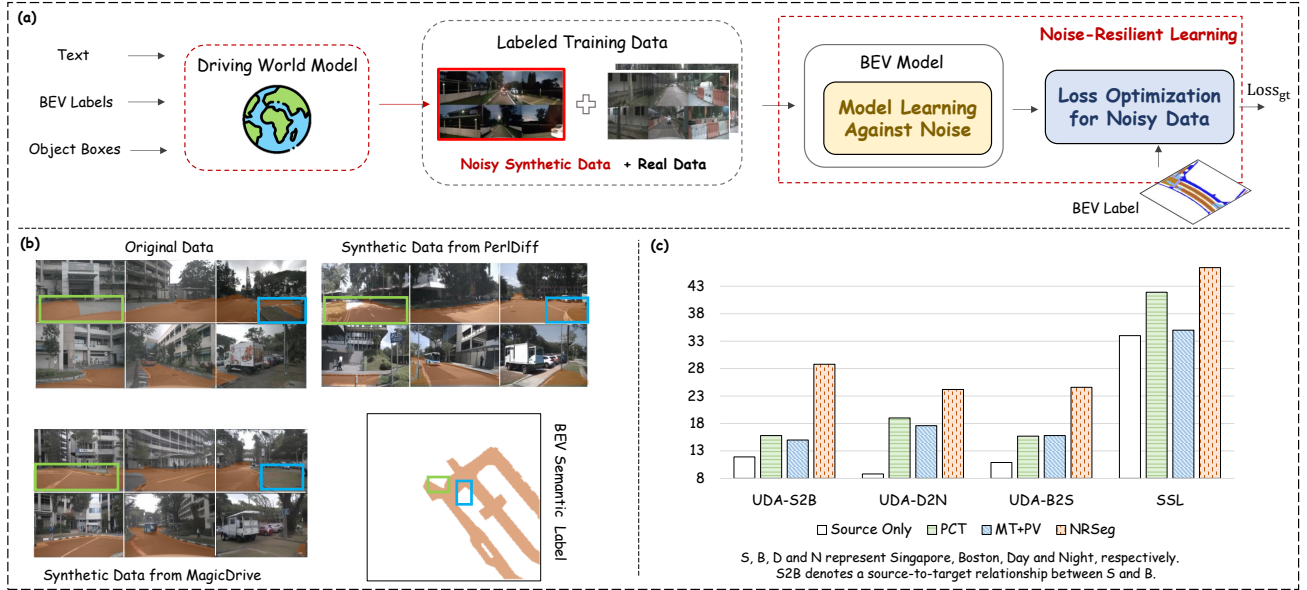 (a)
Text
BEV Labels
Object Boxes
Driving World Model
Labeled Training Data
Noisy Synthetic Data + Real Data
Noise-Resilient Learning
BEV Model
Model Learning
Against Noise
Loss Optimization
for Noisy Data
Loss_gt
BEV Label
(b)
Original Data
Synthetic Data from PerlDiff
Synthetic Data from MagicDrive
BEV Semantic Label
(c)
43
38
33
28
23
18
13
8
UDA-S2B UDA-D2N UDA-B2S SSL
Source Only PCT MT+PV NRSeg
S, B, D and N represent Singapore, Boston, Day and Night, respectively.
S2B denotes a source-to-target relationship between S and B.